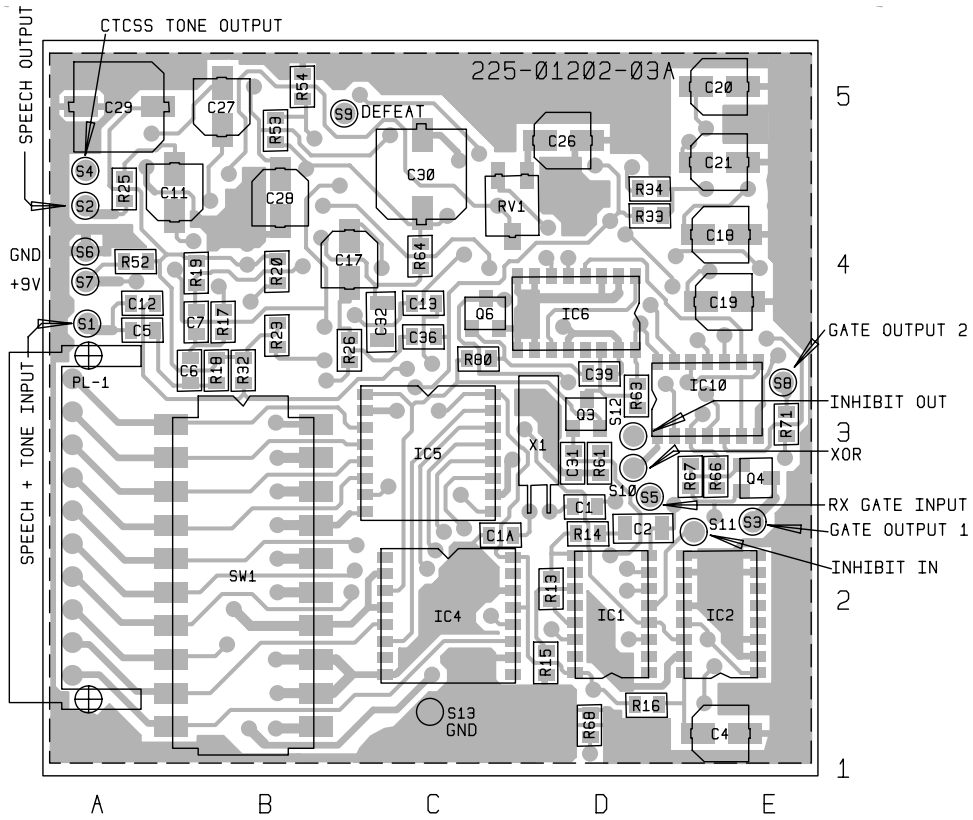 CTCSS TONE OUTPUT
SPEECH OUTPUT
225-01202-03A
C29
C27
R54
S9 DEFEAT
R53
C20
5
C26
C21
S4
R25
C11
C28
C30
RV1
R34
S2
R33
C18
GND
S6
R52
R19
R20
C17
R64
4
+9V
S7
C19
C12
C7
R17
C32
C13
Q6
IC6
S1
C5
R23
R26
C36
GATE OUTPUT 2
PL-1
C6
R18
R32
R80
C39
IC10
S8
R63
S12
INHIBIT OUT
Q3
R71
3
SPEECH + TONE INPUT
IC5
X1
XOR
C31
R61
R67
R66
Q4
S10
S5
RX GATE INPUT
C1
C1A
R14
C2
S11
S3
GATE OUTPUT 1
INHIBIT IN
SW1
R13
2
IC4
IC1
IC2
R15
S13
GND
R68
R16
C4
1
A
B
C
D
E